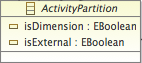 ActivityPartition
isDimension : EBoolean
isExternal : EBoolean